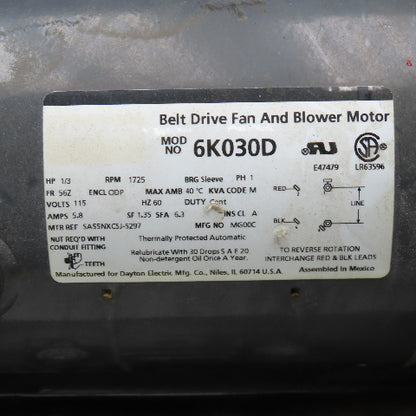 Belt Drive Fan And Blower Motor
MOD NO 6K030D
E47479 LR63596
HP 1/3 RPM 1725 BRG Sleeve PH 1
FR 56Z ENCL ODP MAX AMB 40 °C KVA CODE M
VOLTS 115 HZ 60 DUTY Cont
AMPS 5.8 SF 1.35 SFA 6.3 INS CL A
MTR REF SA55NXCSJ-5297 MFG NO MG00C
RED
LINE
BLK
NUT REQ'D WITH CONDUIT FITTING
TEETH
Thermally Protected Automatic
Relubricate With 30 Drops S A E 20
Non-detergent Oil Once A Year.
TO REVERSE ROTATION
INTERCHANGE RED & BLK LEADS
Manufactured for Dayton Electric Mfg. Co., Niles, IL 60714 U.S.A. Assembled In Mexico